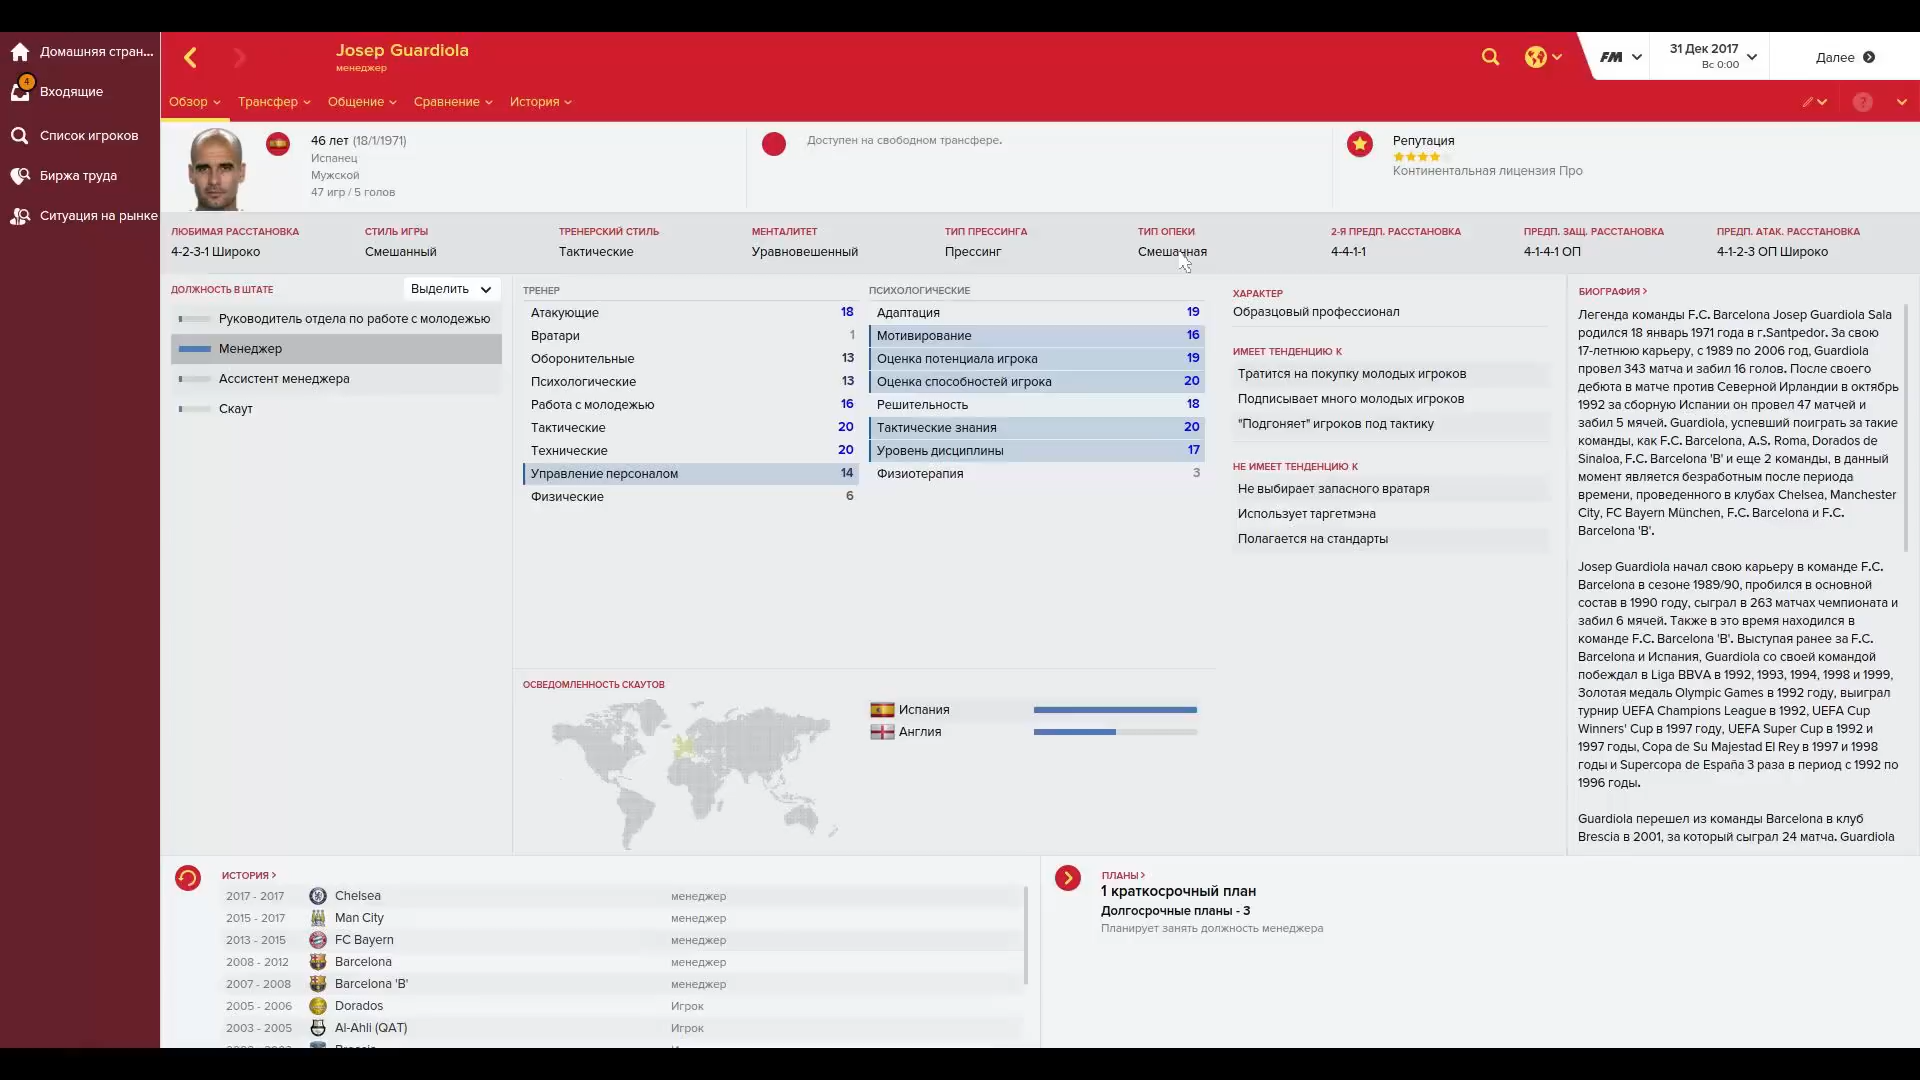 Домашняя стран...
4
Входящие
Список игроков
Биржа труда
Ситуация на рынке
Josep Guardiola
менеджер
FM
31 Дек 2017
Вс 0:00
Далее
Обзор
Трансфер
Общение
Сравнение
История
?
46 лет (18/1/1971)
Испанец
Мужской
47 игр / 5 голов
Доступен на свободном трансфере.
Репутация
Континентальная лицензия Про
ЛЮБИМАЯ РАССТАНОВКА
4-2-3-1 Широко
СТИЛЬ ИГРЫ
Смешанный
ТРЕНЕРСКИЙ СТИЛЬ
Тактические
МЕНТАЛИТЕТ
Уравновешенный
ТИП ПРЕССИНГА
Прессинг
ТИП ОПЕКИ
Смешанная
2-Я ПРЕДП. РАССТАНОВКА
4-4-1-1
ПРЕДП. ЗАЩ. РАССТАНОВКА
4-1-4-1 ОП
ПРЕДП. АТАК. РАССТАНОВКА
4-1-2-3 ОП Широко
ДОЛЖНОСТЬ В ШТАТЕ
Выделить
Руководитель отдела по работе с молодежью
Менеджер
Ассистент менеджера
Скаут
ТРЕНЕР
Атакующие 18
Вратари 1
Оборонительные 13
Психологические 13
Работа с молодежью 16
Тактические 20
Технические 20
Управление персоналом 14
Физические 6
ПСИХОЛОГИЧЕСКИЕ
Адаптация 19
Мотивирование 16
Оценка потенциала игрока 19
Оценка способностей игрока 20
Решительность 18
Тактические знания 20
Уровень дисциплины 17
Физиотерапия 3
ХАРАКТЕР
Образцовый профессионал
ИМЕЕТ ТЕНДЕНЦИЮ К
Тратится на покупку молодых игроков
Подписывает много молодых игроков
"Подгоняет" игроков под тактику
НЕ ИМЕЕТ ТЕНДЕНЦИЮ К
Не выбирает запасного вратаря
Использует таргетмэна
Полагается на стандарты
БИОГРАФИЯ >
Легенда команды F.C. Barcelona Josep Guardiola Sala
родился 18 январь 1971 года в г.Santpedor. За свою
17-летнюю карьеру, с 1989 по 2006 год, Guardiola
провел 343 матча и забил 16 голов. После своего
дебюта в матче против Северной Ирландии в октябрь
1992 за сборную Испании он провел 47 матчей и
забил 5 мячей. Guardiola, успевший поиграть за такие
команды, как F.C. Barcelona, A.S. Roma, Dorados de
Sinaloa, F.C. Barcelona 'B' и еще 2 команды, в данный
момент является безработным после периода
времени, проведенного в клубах Chelsea, Manchester
City, FC Bayern München, F.C. Barcelona и F.C.
Barcelona 'B'.
Josep Guardiola начал свою карьеру в команде F.C.
Barcelona в сезоне 1989/90, пробился в основной
состав в 1990 году, сыграл в 263 матчах чемпионата и
забил 6 мячей. Также в это время находился в
команде F.C. Barcelona 'B'. Выступая ранее за F.C.
Barcelona и Испания, Guardiola со своей командой
побеждал в Liga BBVA в 1992, 1993, 1994, 1998 и 1999,
Золотая медаль Olympic Games в 1992 году, выиграл
турнир UEFA Champions League в 1992, UEFA Cup
Winners' Cup в 1997 году, UEFA Super Cup в 1992 и
1997 годы, Copa de Su Majestad El Rey в 1997 и 1998
годы и Supercopa de España 3 раза в период с 1992 по
1996 годы.
Guardiola перешел из команды Barcelona в клуб
Brescia в 2001, за который сыграл 24 матча. Guardiola
ОСВЕДОМЛЕННОСТЬ СКАУТОВ
Испания
Англия
ИСТОРИЯ >
2017 - 2017 Chelsea менеджер
2015 - 2017 Man City менеджер
2013 - 2015 FC Bayern менеджер
2008 - 2012 Barcelona менеджер
2007 - 2008 Barcelona 'B' менеджер
2005 - 2006 Dorados Игрок
2003 - 2005 Al-Ahli (QAT) Игрок
ПЛАНЫ >
1 краткосрочный план
Долгосрочные планы - 3
Планирует занять должность менеджера